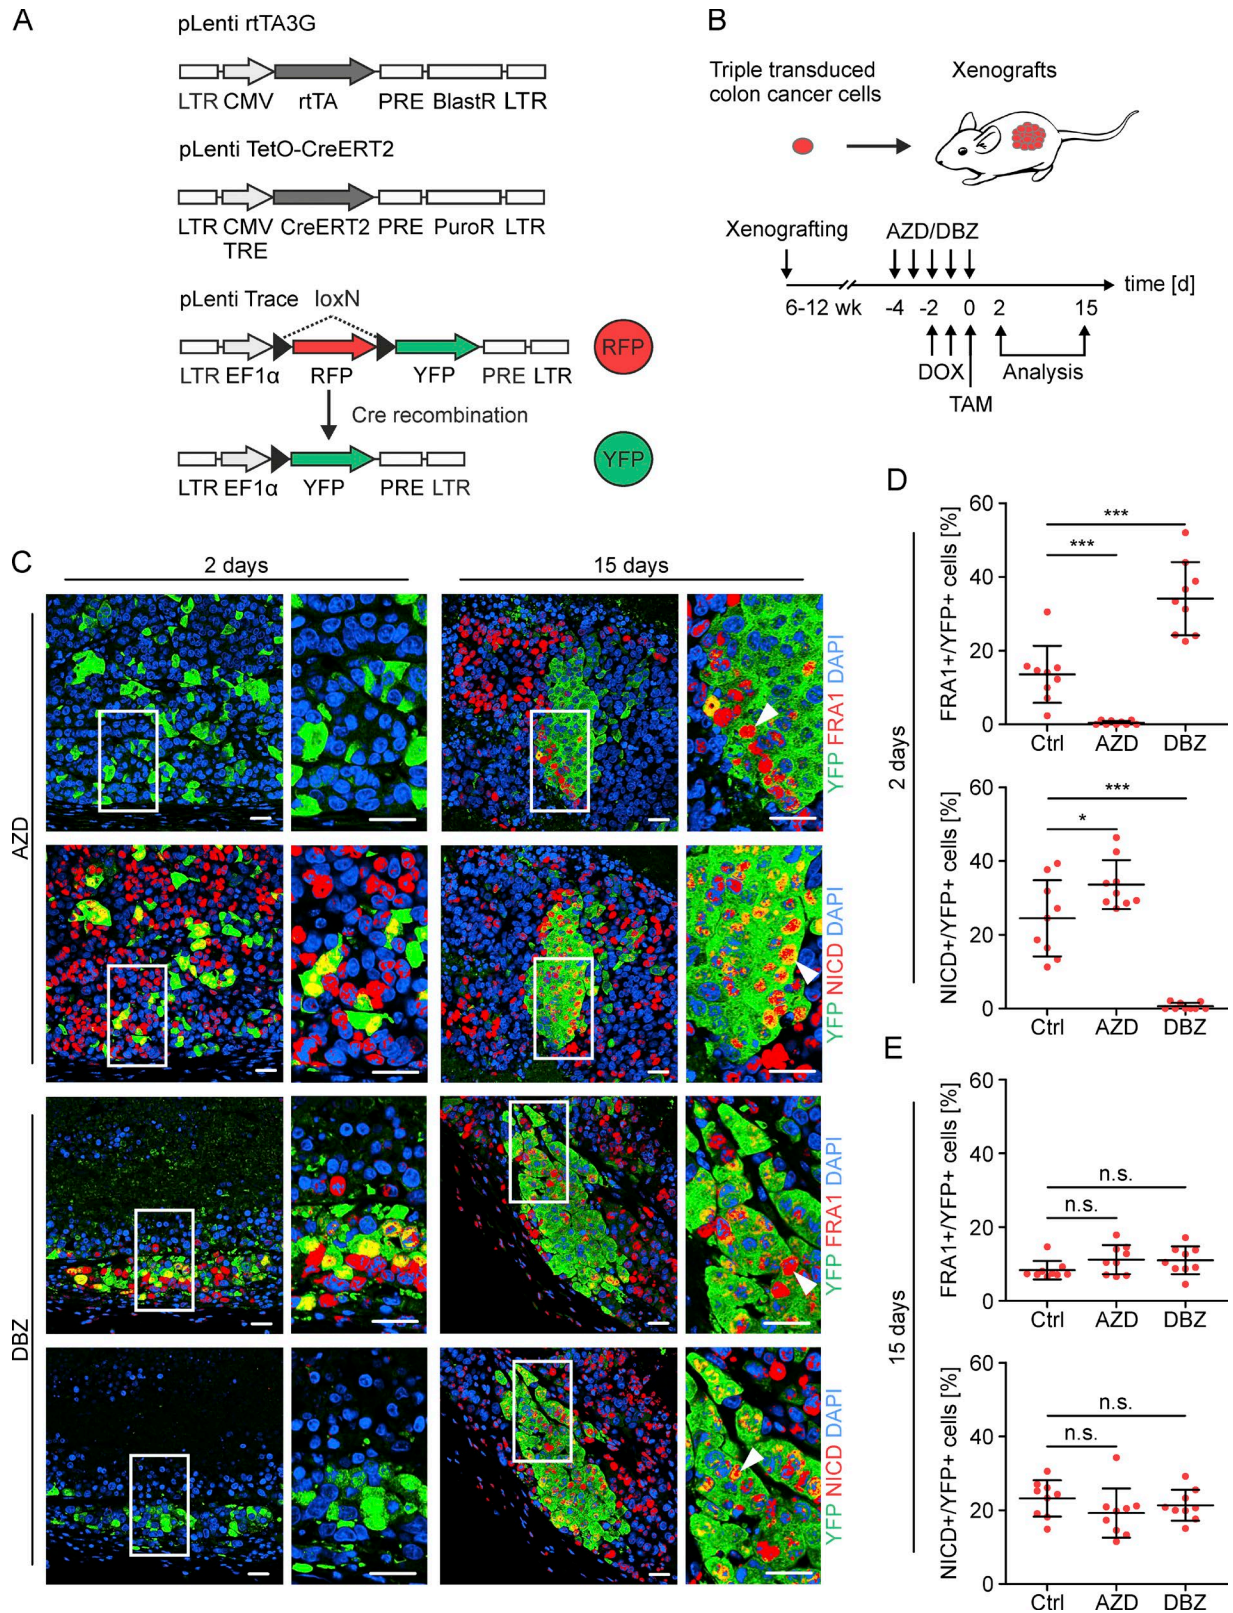 A
pLenti rtTA3G
LTR CMV rtTA PRE BlastR LTR
pLenti TetO-CreERT2
LTR CMV CreERT2 PRE PuroR LTR
TRE
pLenti Trace loxN
RFP
LTR EF1α RFP YFP PRE LTR
Cre recombination
YFP
LTR EF1α YFP PRE LTR
B
Triple transduced
colon cancer cells
Xenografts
Xenografting AZD/DBZ
time [d]
6-12 wk -4 -2 0 2 15
DOX Analysis
TAM
C
2 days 15 days
AZD
YFP FRA1 DAPI
YFP NICD DAPI
DBZ
YFP FRA1 DAPI
YFP NICD DAPI
D
2 days
FRA1+/YFP+ cells [%]
60
40
20
0
***
***
Ctrl AZD DBZ
NICD+/YFP+ cells [%]
60
40
20
0
***
*
Ctrl AZD DBZ
E
15 days
FRA1+/YFP+ cells [%]
60
40
20
0
n.s.
n.s.
Ctrl AZD DBZ
NICD+/YFP+ cells [%]
60
40
20
0
n.s.
n.s.
Ctrl AZD DBZ